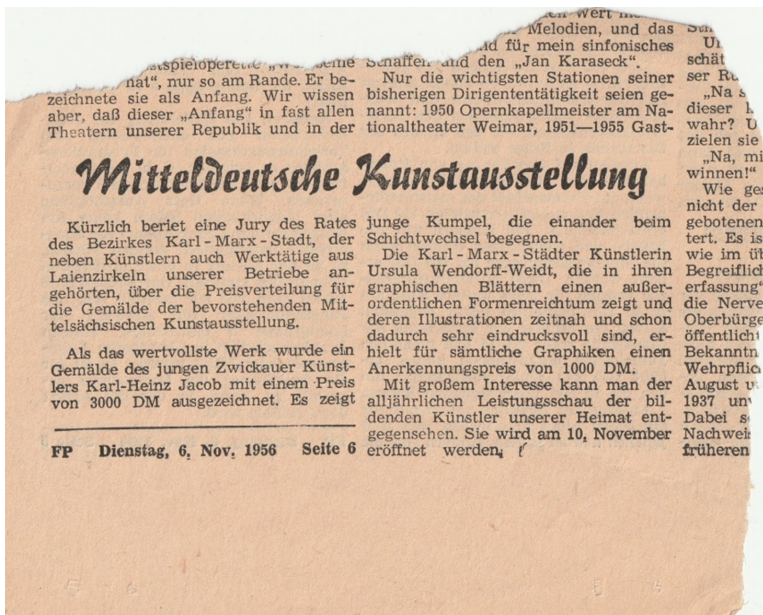 nat", nur so am Rande. Er be-
zeichnete sie als Anfang. Wir wissen
aber, daß dieser „Anfang" in fast allen
Theatern unserer Republik und in der
Melodien, und das
für mein sinfonisches
Schaffen und den „Jan Karaseck".
Nur die wichtigsten Stationen seiner
bisherigen Dirigententätigkeit seien ge-
nannt: 1950 Opernkapellmeister am Na-
tionaltheater Weimar, 1951—1955 Gast-
Mitteldeutsche Kunstausstellung
Kürzlich beriet eine Jury des Rates
des Bezirkes Karl-Marx-Stadt, der
neben Künstlern auch Werktätige aus
Laienzirkeln unserer Betriebe an-
gehörten, über die Preisverteilung für
die Gemälde der bevorstehenden Mit-
telsächsischen Kunstausstellung.
Als das wertvollste Werk wurde ein
Gemälde des jungen Zwickauer Künst-
lers Karl-Heinz Jacob mit einem Preis
von 3000 DM ausgezeichnet. Es zeigt
FP Dienstag, 6. Nov. 1956 Seite 6
junge Kumpel, die einander beim
Schichtwechsel begegnen.
Die Karl-Marx-Städter Künstlerin
Ursula Wendorff-Weidt, die in ihren
graphischen Blättern einen außer-
ordentlichen Formenreichtum zeigt und
deren Illustrationen zeitnah und schon
dadurch sehr eindrucksvoll sind, er-
hielt für sämtliche Graphiken einen
Anerkennungspreis von 1000 DM.
Mit großem Interesse kann man der
alljährlichen Leistungsschau der bil-
denden Künstler unserer Heimat ent-
gegensehen. Sie wird am 10. November
eröffnet werden.
schät
ser
„Na
dieser
wahr?
zielen sie
„Na, mi
winnen!"
Wie ges
nicht der
gebotenen
tert. Es is
wie im üb
Begreiflich
erfassung"
die Nerve
Oberbürge
öffentlicht
Bekanntn
Wehrpflic
August
1937
Dabei
Nachweis
früheren